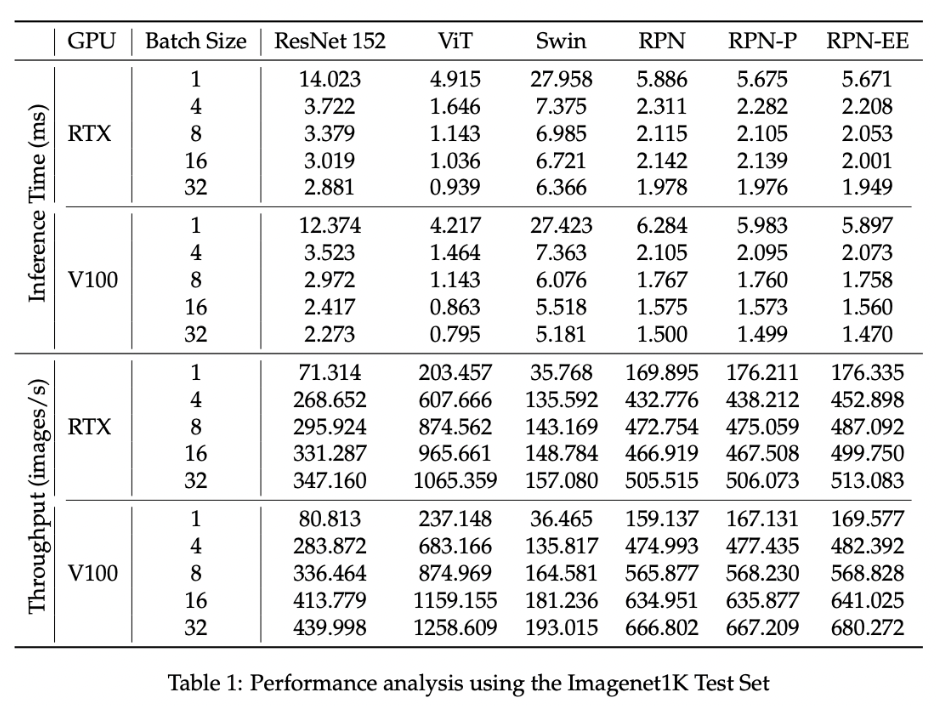 GPU Batch Size ResNet 152 ViT Swin RPN RPN-P RPN-EE
Inference Time (ms)
RTX
1 14.023 4.915 27.958 5.886 5.675 5.671
4 3.722 1.646 7.375 2.311 2.282 2.208
8 3.379 1.143 6.985 2.115 2.105 2.053
16 3.019 1.036 6.721 2.142 2.139 2.001
32 2.881 0.939 6.366 1.978 1.976 1.949
V100
1 12.374 4.217 27.423 6.284 5.983 5.897
4 3.523 1.464 7.363 2.105 2.095 2.073
8 2.972 1.143 6.076 1.767 1.760 1.758
16 2.417 0.863 5.518 1.575 1.573 1.560
32 2.273 0.795 5.181 1.500 1.499 1.470
Throughput (images/s)
RTX
1 71.314 203.457 35.768 169.895 176.211 176.335
4 268.652 607.666 135.592 432.776 438.212 452.898
8 295.924 874.562 143.169 472.754 475.059 487.092
16 331.287 965.661 148.784 466.919 467.508 499.750
32 347.160 1065.359 157.080 505.515 506.073 513.083
V100
1 80.813 237.148 36.465 159.137 167.131 169.577
4 283.872 683.166 135.817 474.993 477.435 482.392
8 336.464 874.969 164.581 565.877 568.230 568.828
16 413.779 1159.155 181.236 634.951 635.877 641.025
32 439.998 1258.609 193.015 666.802 667.209 680.272
Table 1: Performance analysis using the Imagenet1K Test Set